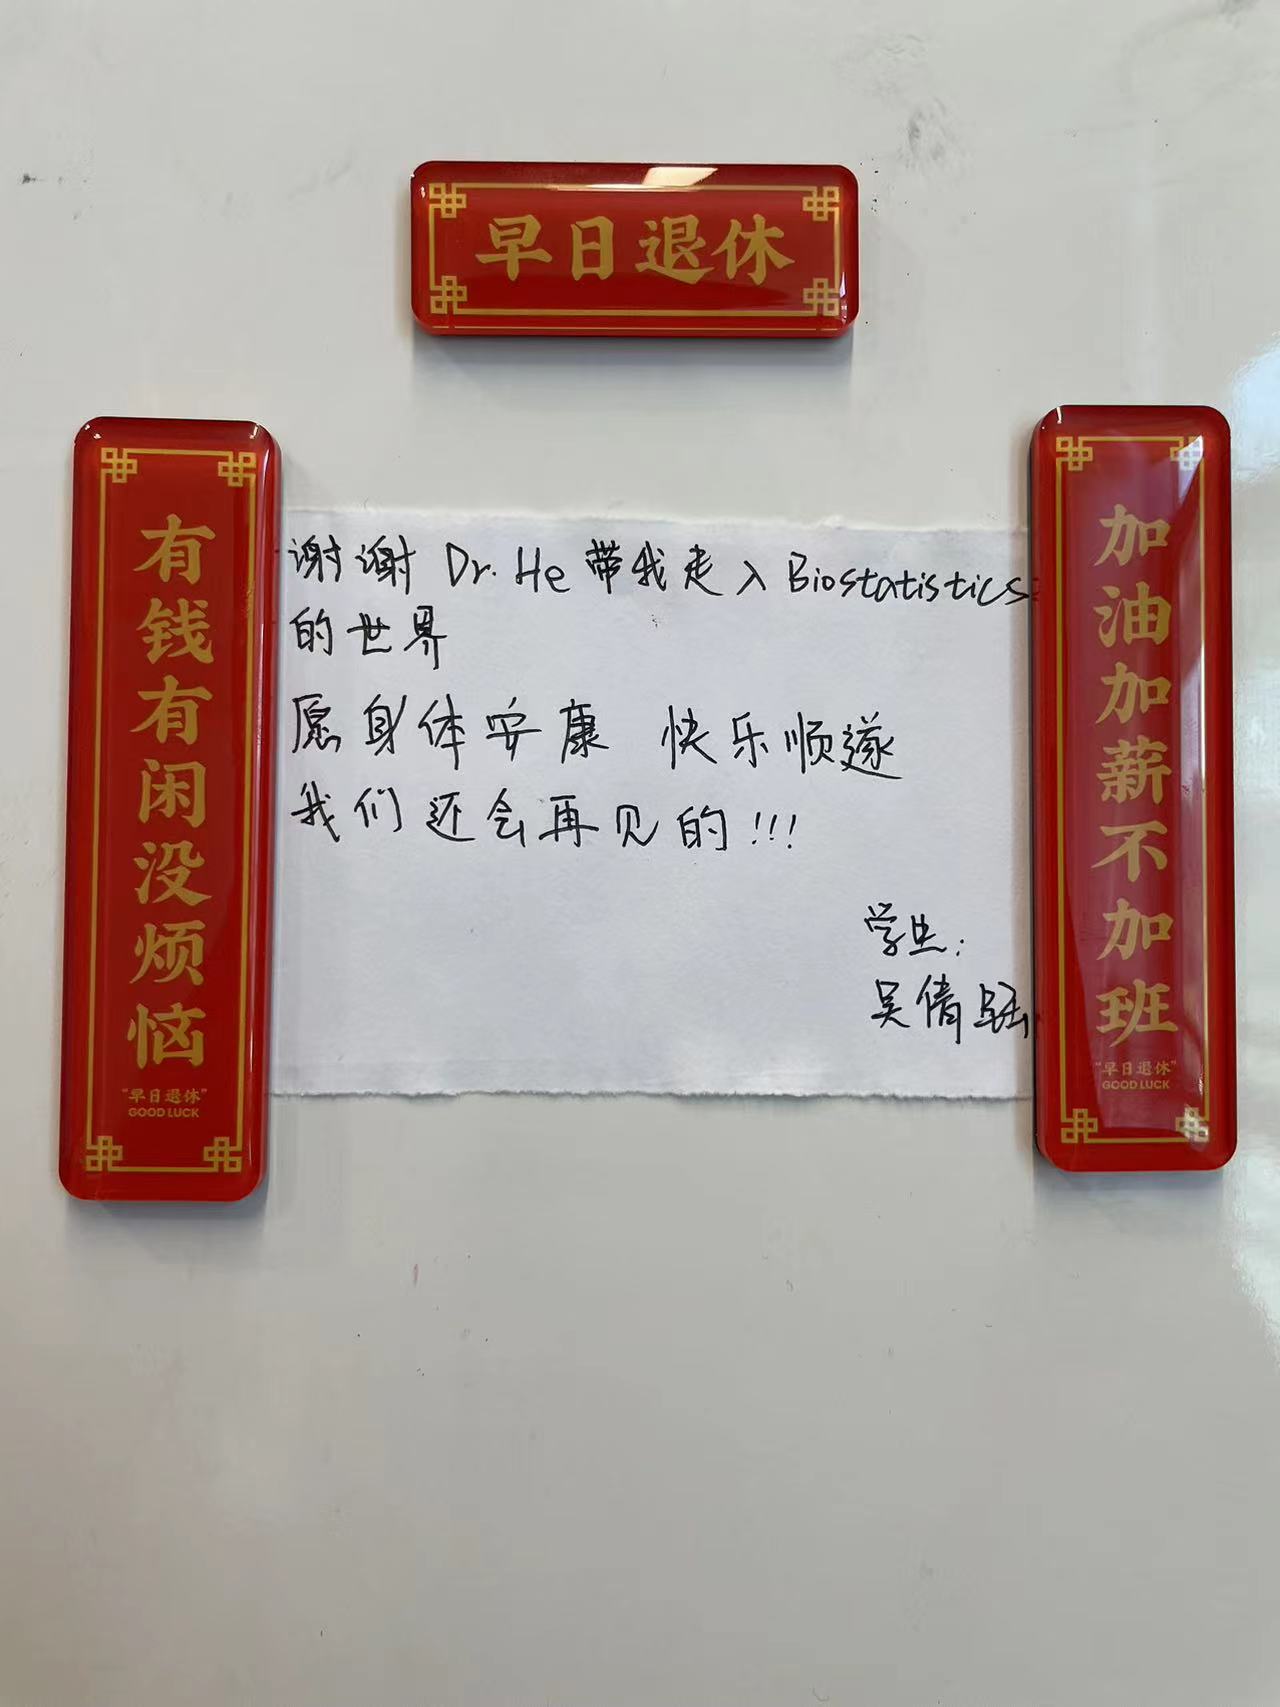 早日退休
有钱有闲没烦恼
"早日退休"
GOOD LUCK
谢谢 Dr. He 带我走入 Biostatistics
的世界
愿身体安康 快乐顺遂
我们还会再见的!!!
学生:
吴倩
加油加薪不加班
"早日退休"
GOOD LUCK